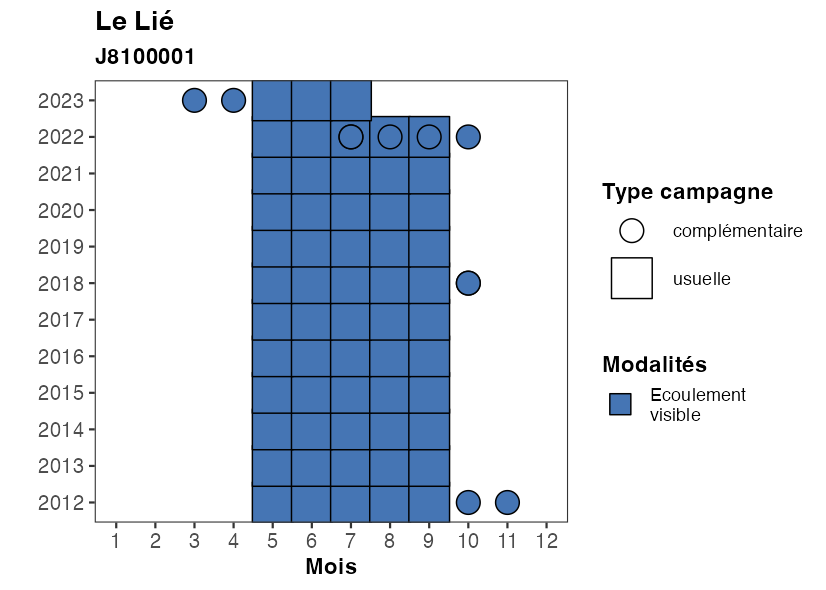 Le Lié
J8100001
2023
2022
2021
2020
2019
2018
2017
2016
2015
2014
2013
2012
1 2 3 4 5 6 7 8 9 10 11 12
Mois
Type campagne
complémentaire
usuelle
Modalités
Ecoulement
visible